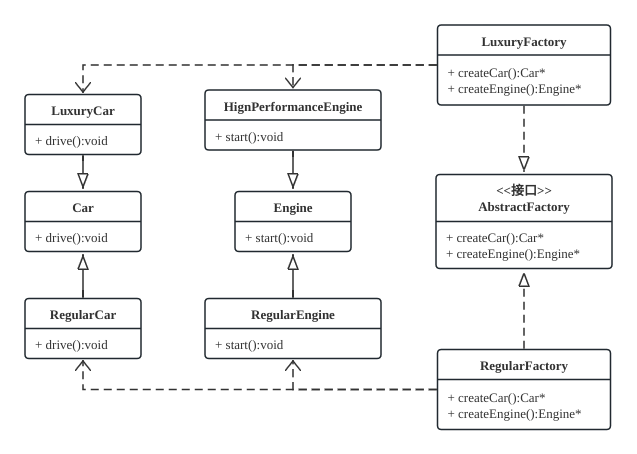 LuxuryFactory
+ createCar():Car*
+ createEngine():Engine*
LuxuryCar
+ drive():void
HignPerformanceEngine
+ start():void
Car
+ drive():void
Engine
+ start():void
<<接口>>
AbstractFactory
+ createCar():Car*
+ createEngine():Engine*
RegularCar
+ drive():void
RegularEngine
+ start():void
RegularFactory
+ createCar():Car*
+ createEngine():Engine*